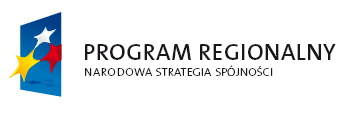 PROGRAM REGIONALNY
NARODOWA STRATEGIA SPÓJNOŚCI